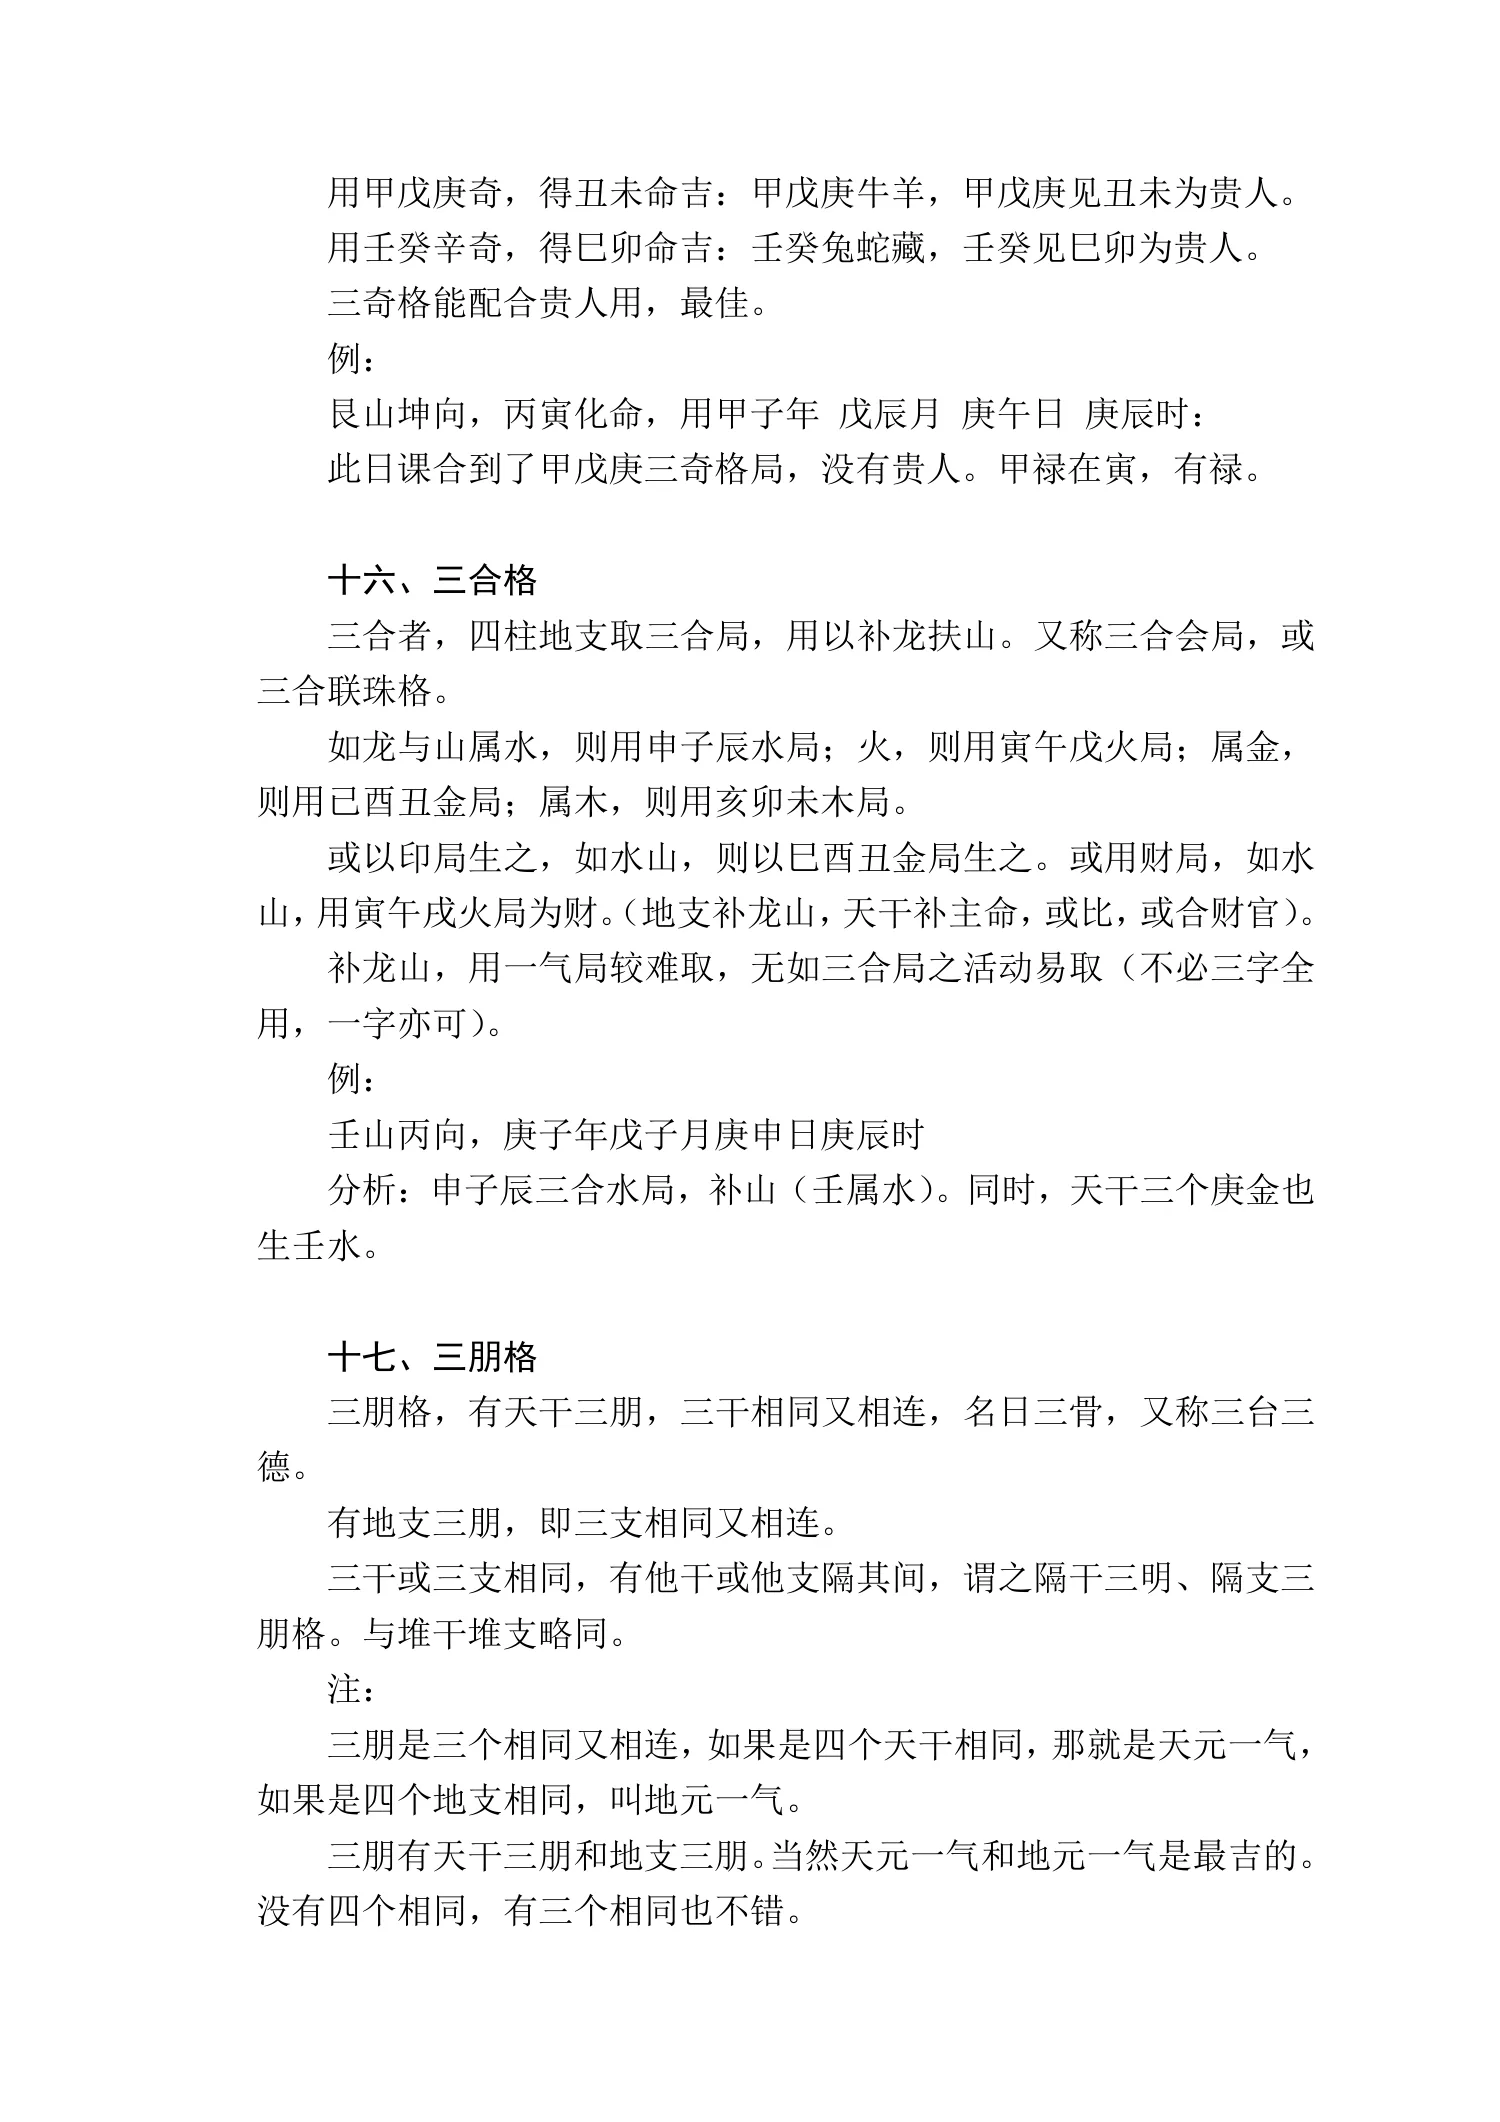 用甲戊庚奇，得丑未命吉：甲戊庚牛羊，甲戊庚见丑未为贵人。
用壬癸辛奇，得巳卯命吉：壬癸兔蛇藏，壬癸见巳卯为贵人。
三奇格能配合贵人用，最佳。
例：
艮山坤向，丙寅化命，用甲子年 戊辰月 庚午日 庚辰时：
此日课合到了甲戊庚三奇格局，没有贵人。甲禄在寅，有禄。
十六、三合格
三合者，四柱地支取三合局，用以补龙扶山。又称三合会局，或
三合联珠格。
如龙与山属水，则用申子辰水局；火，则用寅午戊火局；属金，
则用已酉丑金局；属木，则用亥卯未木局。
或以印局生之，如水山，则以巳酉丑金局生之。或用财局，如水
山，用寅午戌火局为财。（地支补龙山，天干补主命，或比，或合财官）。
补龙山，用一气局较难取，无如三合局之活动易取（不必三字全
用，一字亦可）。
例：
壬山丙向，庚子年戊子月庚申日庚辰时
分析：申子辰三合水局，补山（壬属水）。同时，天干三个庚金也
生壬水。
十七、三朋格
三朋格，有天干三朋，三干相同又相连，名日三骨，又称三台三
德。
有地支三朋，即三支相同又相连。
三干或三支相同，有他干或他支隔其间，谓之隔干三明、隔支三
朋格。与堆干堆支略同。
注：
三朋是三个相同又相连，如果是四个天干相同，那就是天元一气，
如果是四个地支相同，叫地元一气。
三朋有天干三朋和地支三朋。当然天元一气和地元一气是最吉的。
没有四个相同，有三个相同也不错。